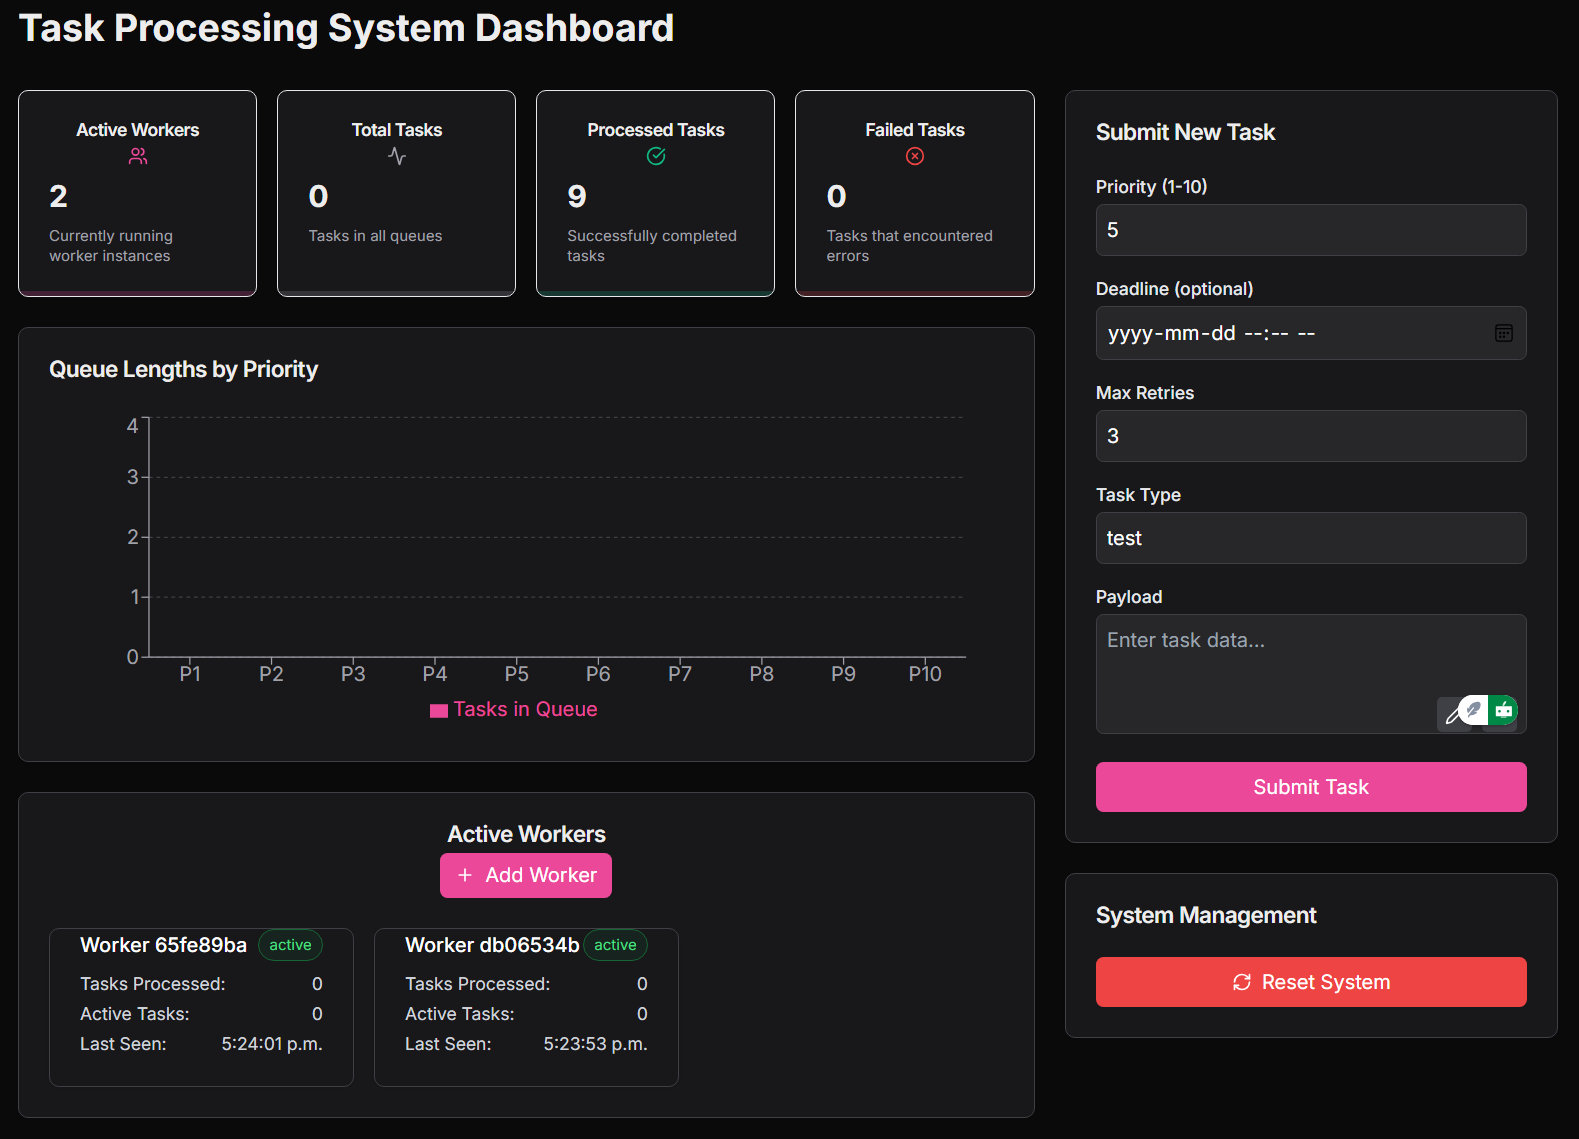 Task Processing System Dashboard
Active Workers
2
Currently running
worker instances
Total Tasks
0
Tasks in all queues
Processed Tasks
9
Successfully completed
tasks
Failed Tasks
0
Tasks that encountered
errors
Queue Lengths by Priority
4
3
2
1
0
P1 P2 P3 P4 P5 P6 P7 P8 P9 P10
Tasks in Queue
Active Workers
+ Add Worker
Worker 65fe89ba active
Tasks Processed: 0
Active Tasks: 0
Last Seen: 5:24:01 p.m.
Worker db06534b active
Tasks Processed: 0
Active Tasks: 0
Last Seen: 5:23:53 p.m.
Submit New Task
Priority (1-10)
5
Deadline (optional)
yyyy-mm-dd --:-- --
Max Retries
3
Task Type
test
Payload
Enter task data...
Submit Task
System Management
Reset System